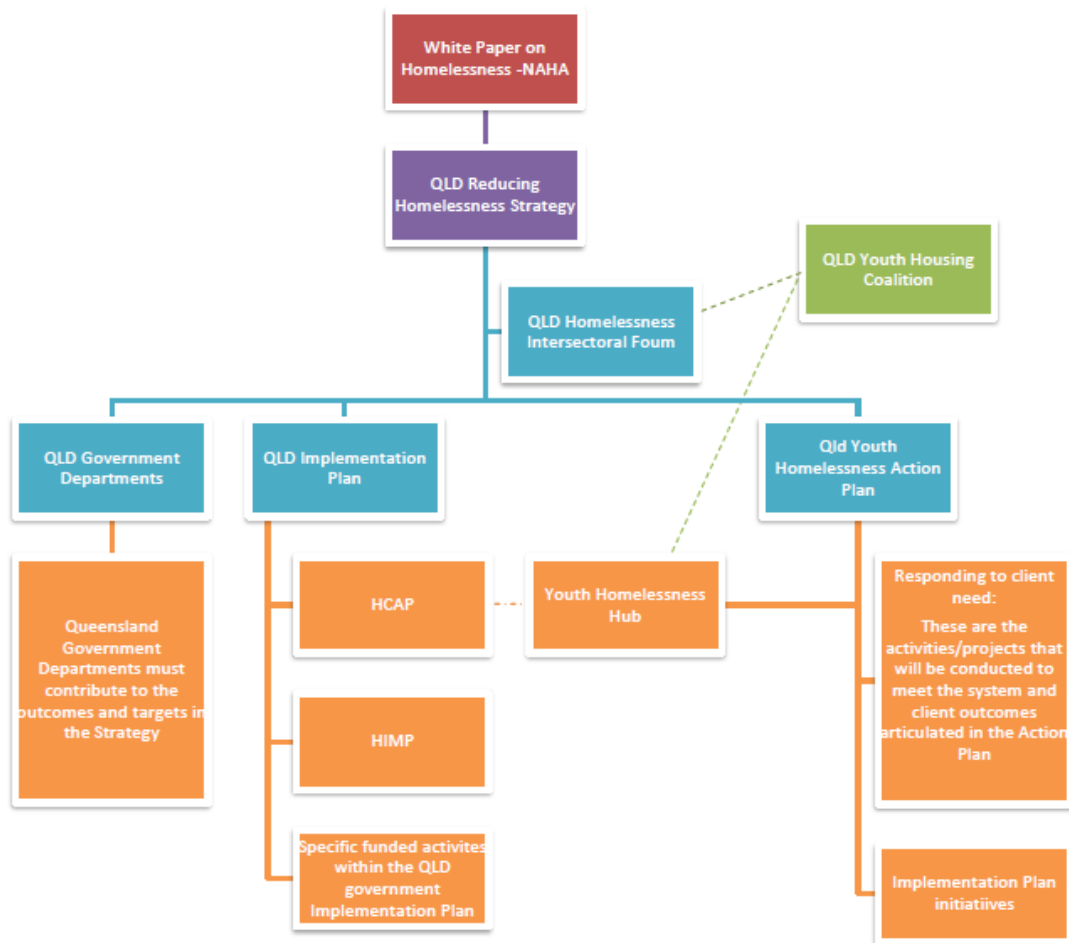 White Paper on
Homelessness -NAHA
QLD Reducing
Homelessness Strategy
QLD Youth Housing
Coalition
QLD Homelessness
Intersectoral Foum
QLD Government
Departments
QLD Implementation
Plan
Qld Youth
Homelessness Action
Plan
Queensland
Government
Departments must
contribute to the
outcomes and targets in
the Strategy
HCAP
Youth Homelessness
Hub
Responding to client
need:
These are the
activities/projects that
will be conducted to
meet the system and
client outcomes
articulated in the Action
Plan
HIMP
Specific funded activites
within the QLD
government
Implementation Plan
Implementation Plan
initiatiives